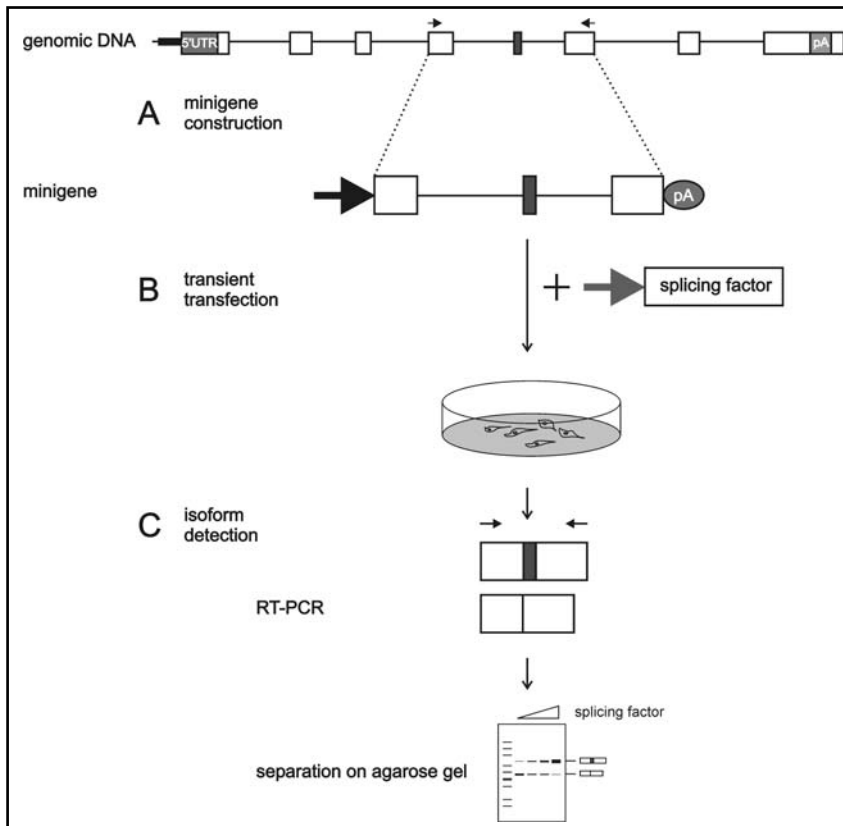 genomic DNA
5'UTR
pA
A
minigene
construction
minigene
pA
B
transient
transfection
+
splicing factor
C
isoform
detection
RT-PCR
splicing factor
separation on agarose gel